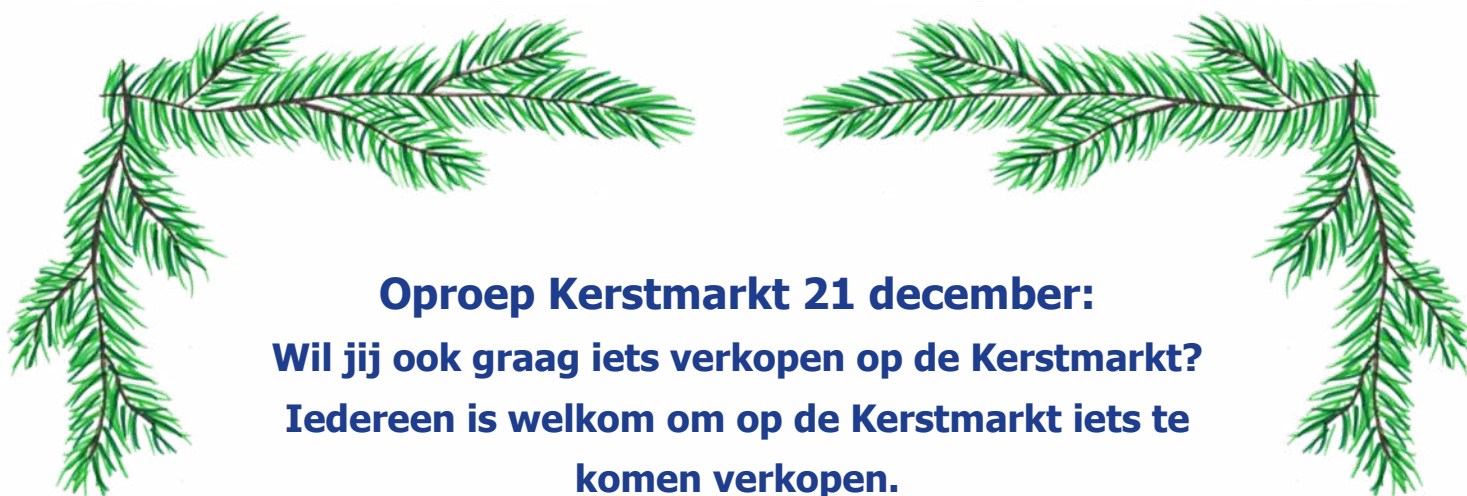 Oproep Kerstmarkt 21 december:
Wil jij ook graag iets verkopen op de Kerstmarkt?
Iedereen is welkom om op de Kerstmarkt iets te
komen verkopen.